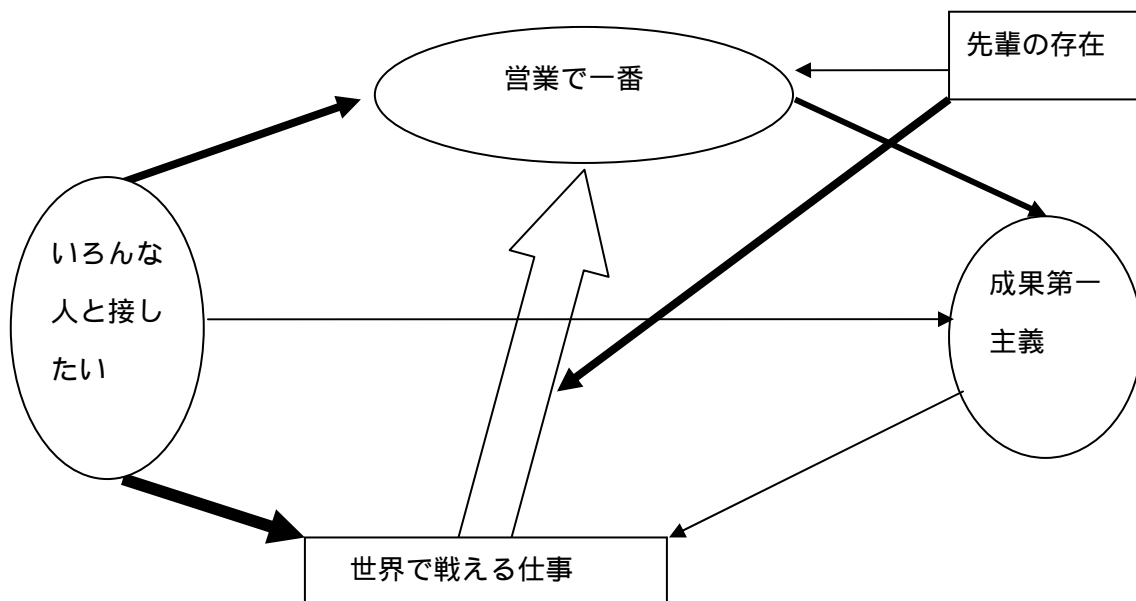 先輩の存在
営業で一番
いろんな
人と接し
たい
成果第一
主義
世界で戦える仕事